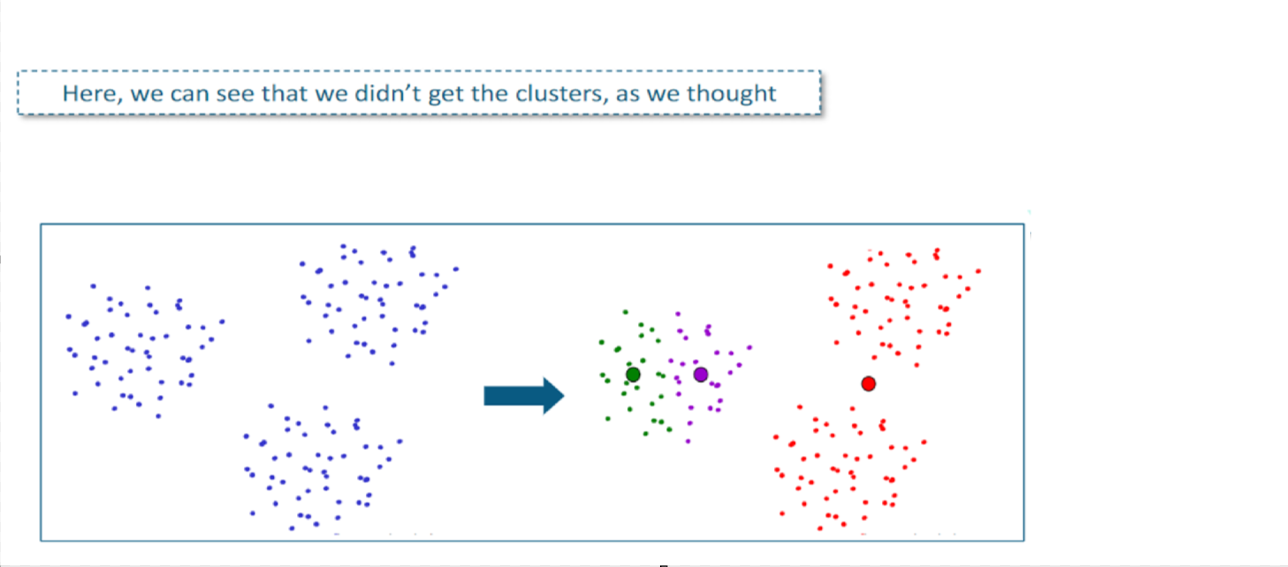 Here, we can see that we didn’t get the clusters, as we thought